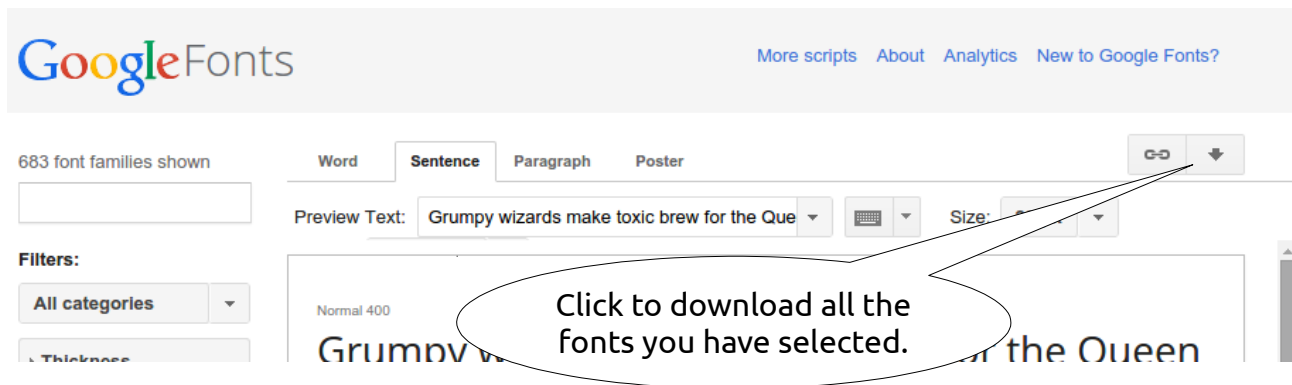 GoogleFonts
More scripts About Analytics New to Google Fonts?
683 font families shown
Word Sentence Paragraph Poster
Preview Text: Grumpy wizards make toxic brew for the Que
Size:
Filters:
All categories
Thickness
Normal 400
Click to download all the
fonts you have selected.
Grumpy the Queen